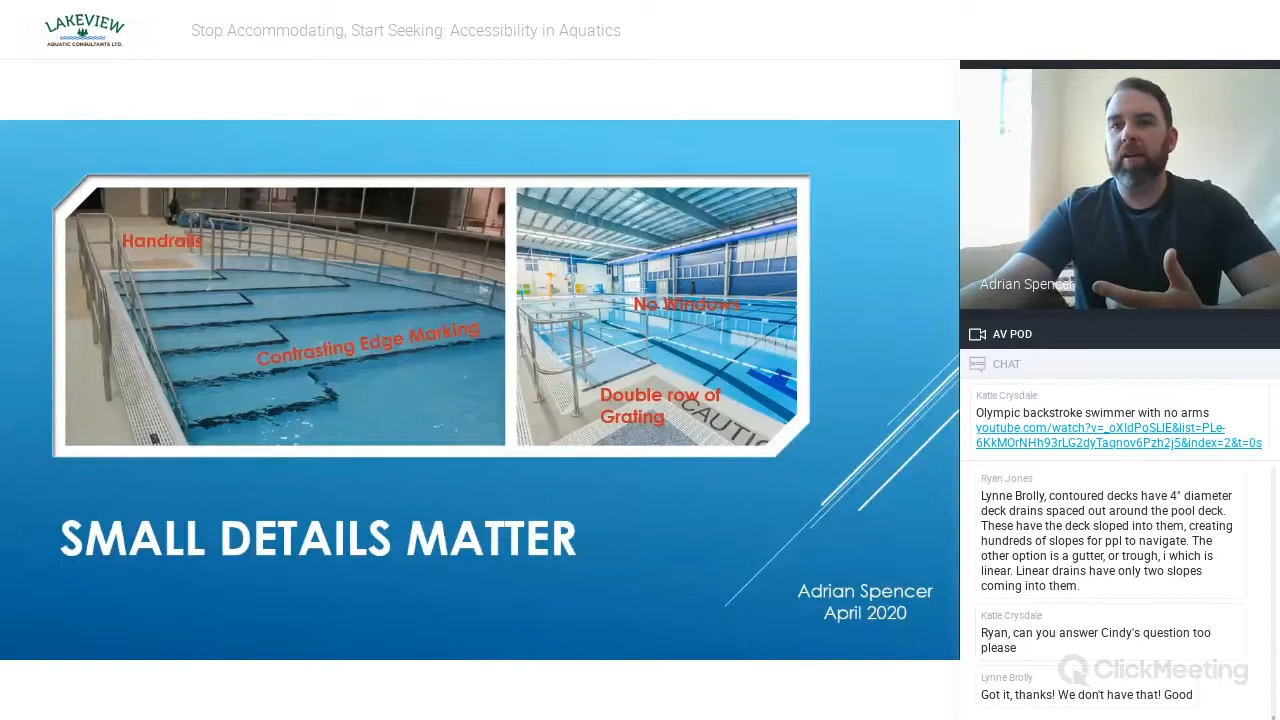 LAKEVIEW
AQUATIC CONSULTANTS LTD.
Stop Accommodating, Start Seeking: Accessibility in Aquatics
Handrails
Contrasting Edge Marking
No Windows
Double row of
Grating
CAUTIO
SMALL DETAILS MATTER
Adrian Spencer
April 2020
Adrian Spencer
AV POD
CHAT
Katie Crysdale
Olympic backstroke swimmer with no arms
youtube.com/watch?v=_oXldPoSLIE&list=PLe-
6KkMOrNHh93rLG2dyTaqnov6Pzh2j5&index=2&t=0s
Ryan Jones
Lynne Brolly, contoured decks have 4" diameter
deck drains spaced out around the pool deck.
These have the deck sloped into them, creating
hundreds of slopes for ppl to navigate. The
other option is a gutter, or trough, i which is
linear. Linear drains have only two slopes
coming into them.
Katie Crysdale
Ryan, can you answer Cindy's question too
please
ClickMeeting
Lynne Brolly
Got it, thanks! We don't have that! Good